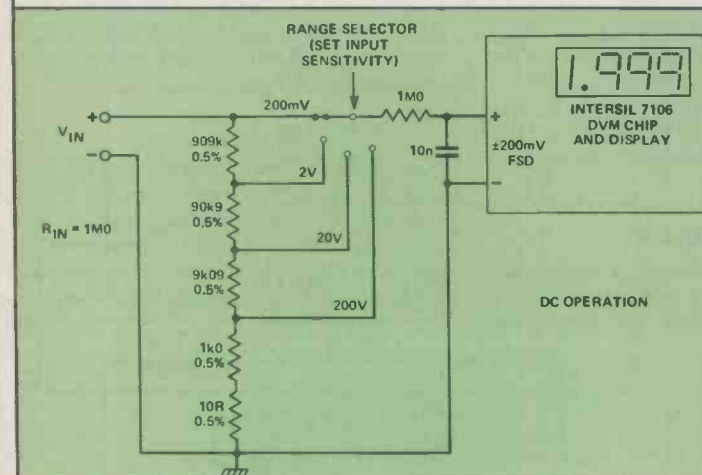 RANGE SELECTOR
(SET INPUT
SENSITIVITY)
1.999
INTERSIL 7106
DVM CHIP
AND DISPLAY
200mV
1M0
+
VIN
−
+
±200mV
FSD
−
10n
909k
0.5%
2V
RIN = 1M0
90k9
0.5%
20V
9k09
0.5%
200V
DC OPERATION
1k0
0.5%
10R
0.5%